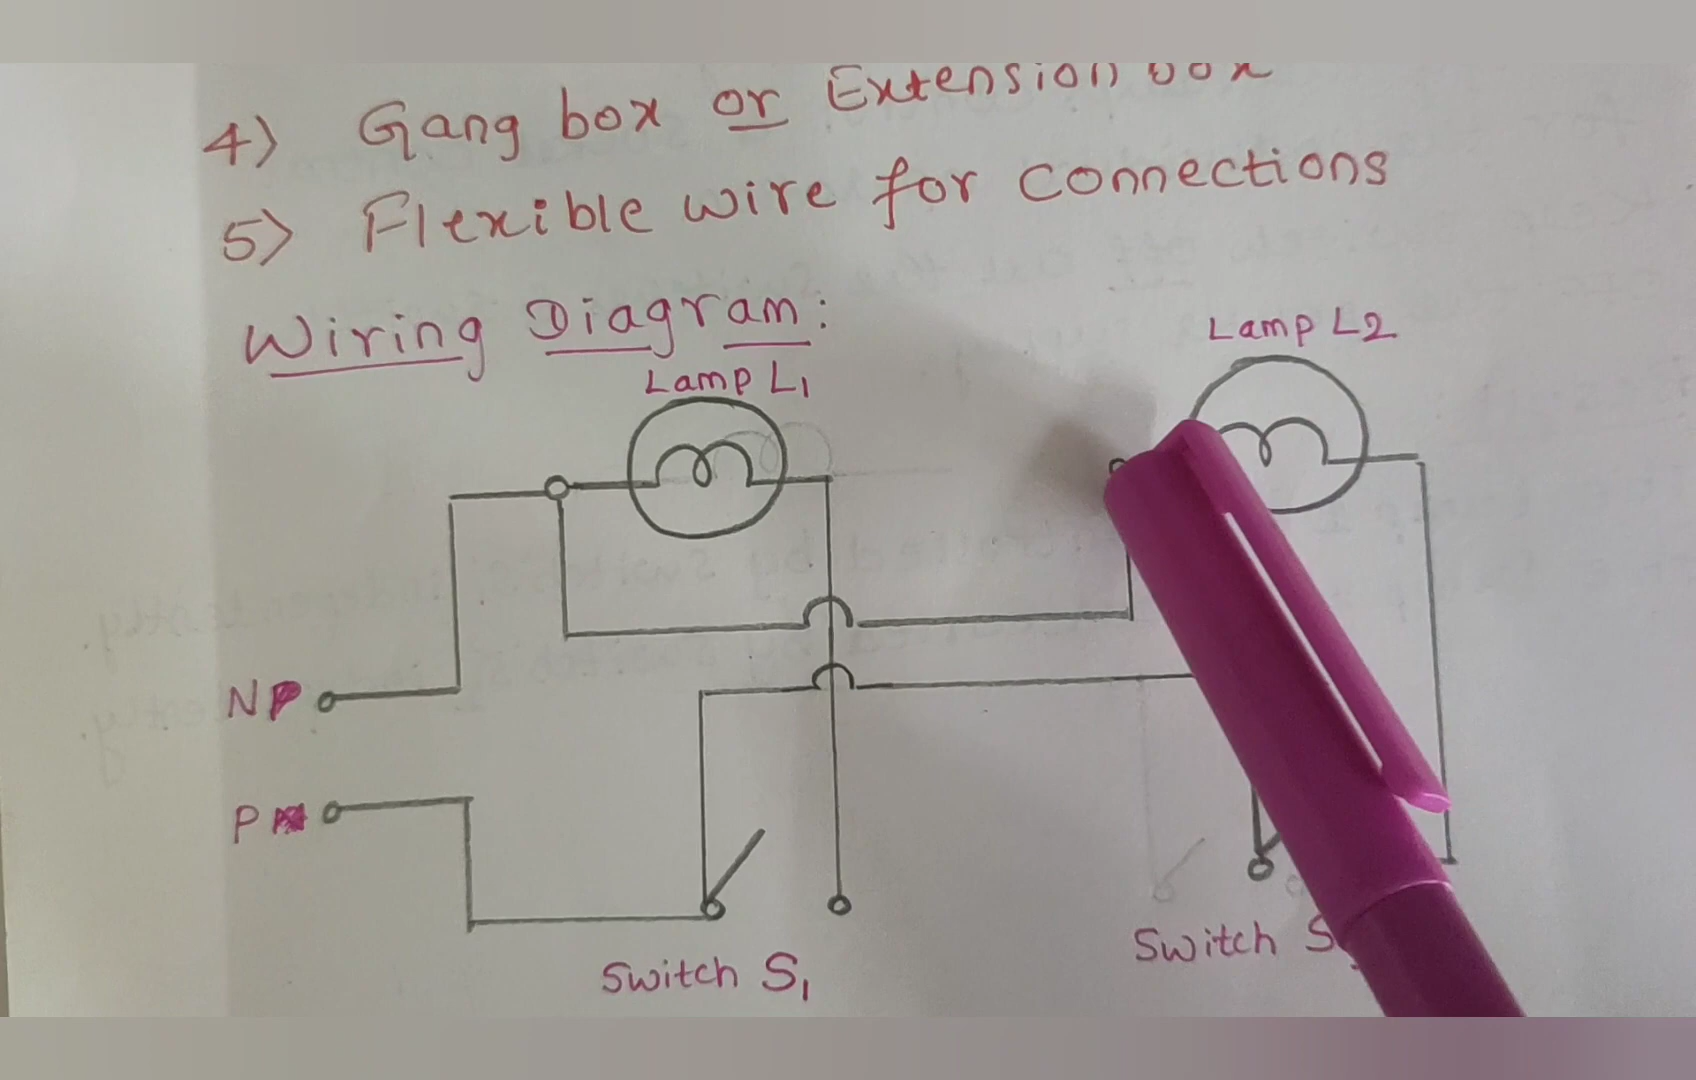 4) Gang box or Extension box
5) Flexible wire for connections
Wiring Diagram:
Lamp L1
Lamp L2
N
P
Switch S1
Switch S